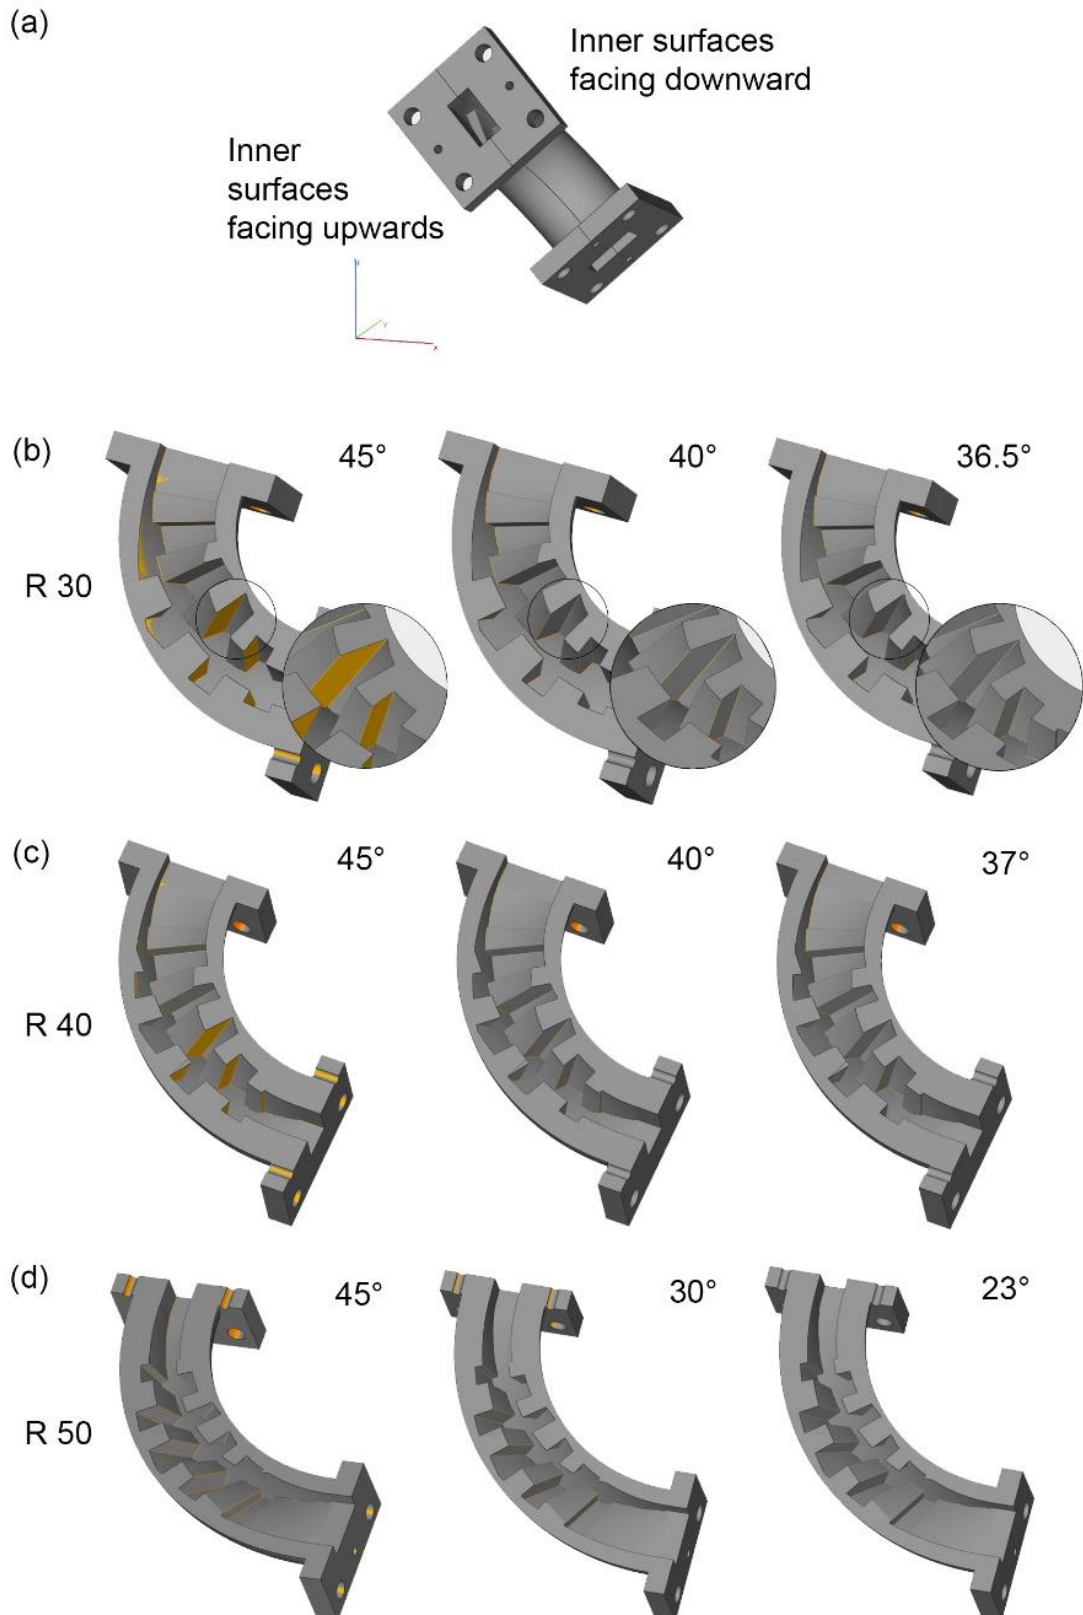 (a)
Inner surfaces
facing downward
Inner
surfaces
facing upwards
Y
X
(b)
45°
40°
36.5°
R 30
(c)
45°
40°
37°
R 40
(d)
45°
30°
23°
R 50